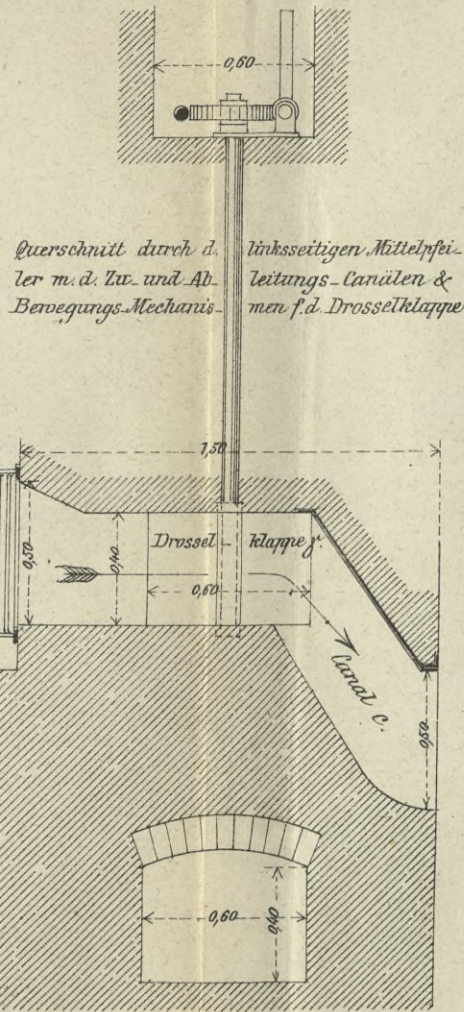 0,60
Querschnitt durch d. linksseitigen Mittelpfei-
ler m. d. Zu- und Ab- leitungs-Canälen &
Bewegungs-Mechanis- men f. d. Drosselklappe
1,50
0,50
0,40
Drossel- klappe γ.
0,60
Canal c.
0,50
0,60
0,40